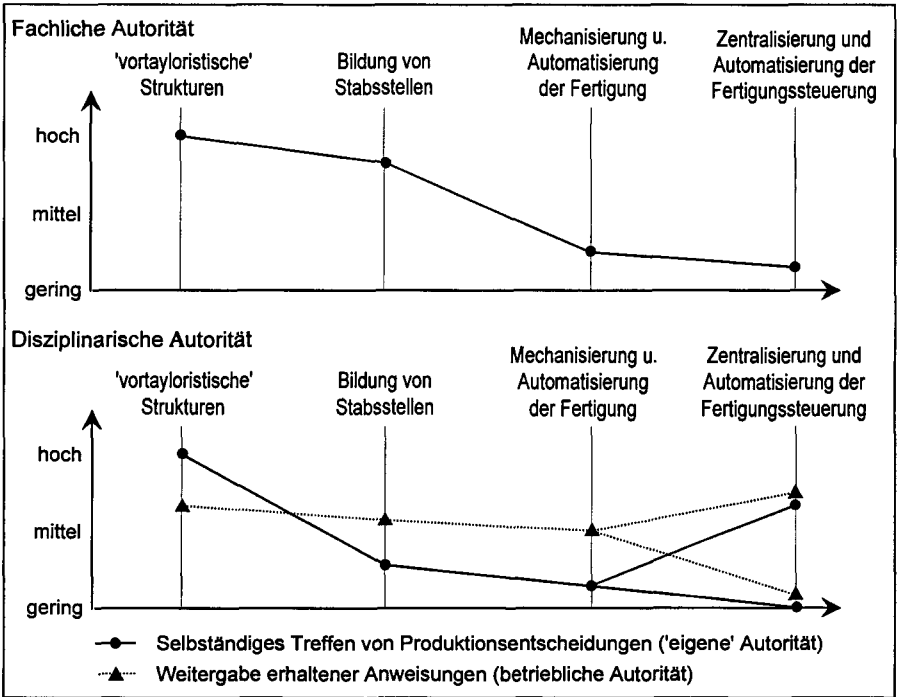 Fachliche Autorität
'vortayloristische'
Strukturen
Bildung von
Stabsstellen
Mechanisierung u.
Automatisierung
der Fertigung
Zentralisierung und
Automatisierung der
Fertigungssteuerung
hoch
mittel
gering
Disziplinarische Autorität
'vortayloristische'
Strukturen
Bildung von
Stabsstellen
Mechanisierung u.
Automatisierung
der Fertigung
Zentralisierung und
Automatisierung der
Fertigungssteuerung
hoch
mittel
gering
Selbständiges Treffen von Produktionsentscheidungen ('eigene' Autorität)
Weitergabe erhaltener Anweisungen (betriebliche Autorität)